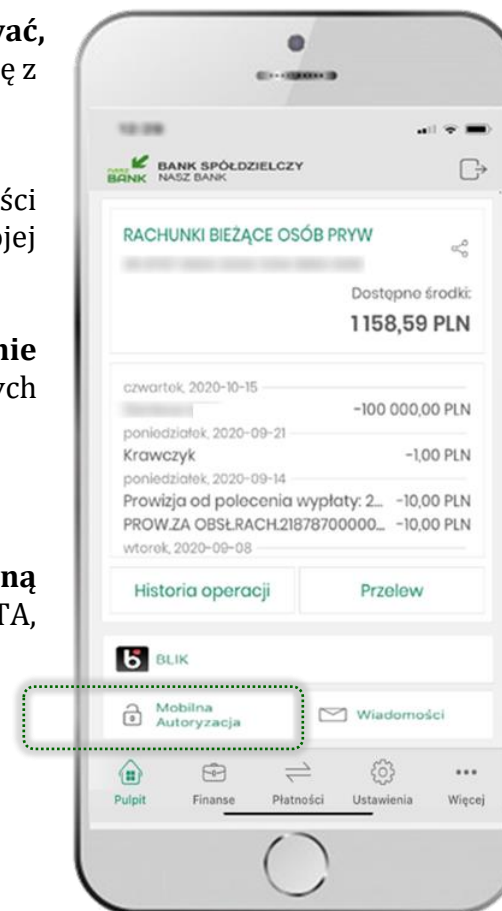 wać,
ę z
ści
ojej
nie
ych
ną
TA,
NASZ BANK
BANK SPÓŁDZIELCZY
NASZ BANK
RACHUNKI BIEŻĄCE OSÓB PRYW
Dostępne środki:
1158,59 PLN
czwartek, 2020-10-15
-100 000,00 PLN
poniedziałek, 2020-09-21
Krawczyk -1,00 PLN
poniedziałek, 2020-09-14
Prowizja od polecenia wypłaty: 2... -10,00 PLN
PROW.ZA OBSŁ.RACH.21878700000... -10,00 PLN
wtorek, 2020-09-08
Historia operacji Przelew
BLIK
Mobilna
Autoryzacja
Wiadomości
Pulpit Finanse Płatności Ustawienia Więcej